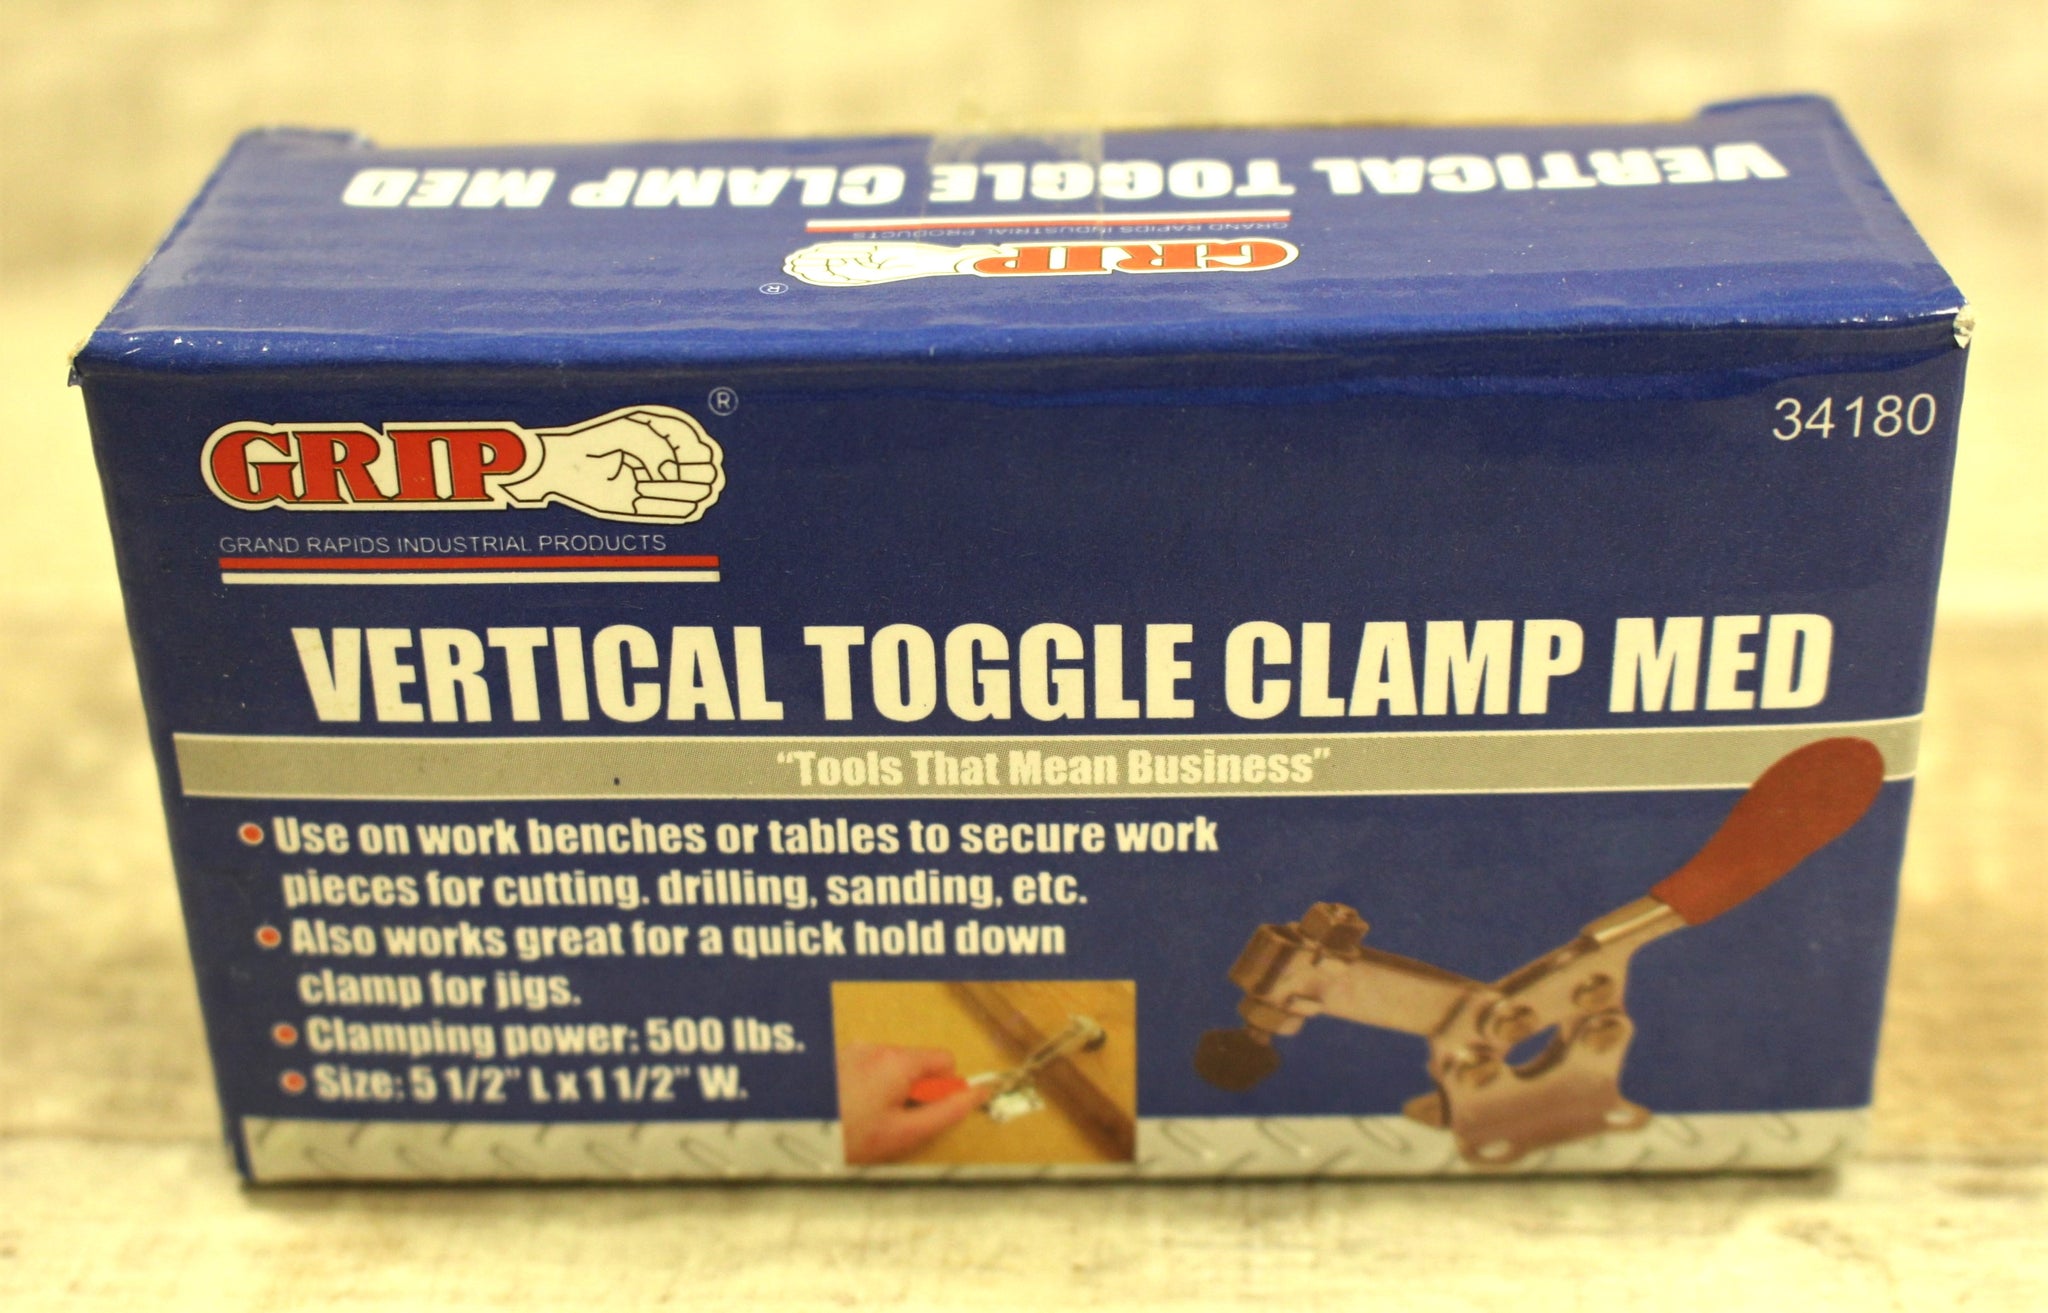 VERTICAL TOGGLE CLAMP MED
GRAND RAPIDS INDUSTRIAL PRODUCTS
GRIP
®
GRIP®
34180
GRAND RAPIDS INDUSTRIAL PRODUCTS
VERTICAL TOGGLE CLAMP MED
“Tools That Mean Business”
Use on work benches or tables to secure work
pieces for cutting. drilling, sanding, etc.
Also works great for a quick hold down
clamp for jigs.
Clamping power: 500 lbs.
Size: 5 1/2" L x 1 1/2" W.